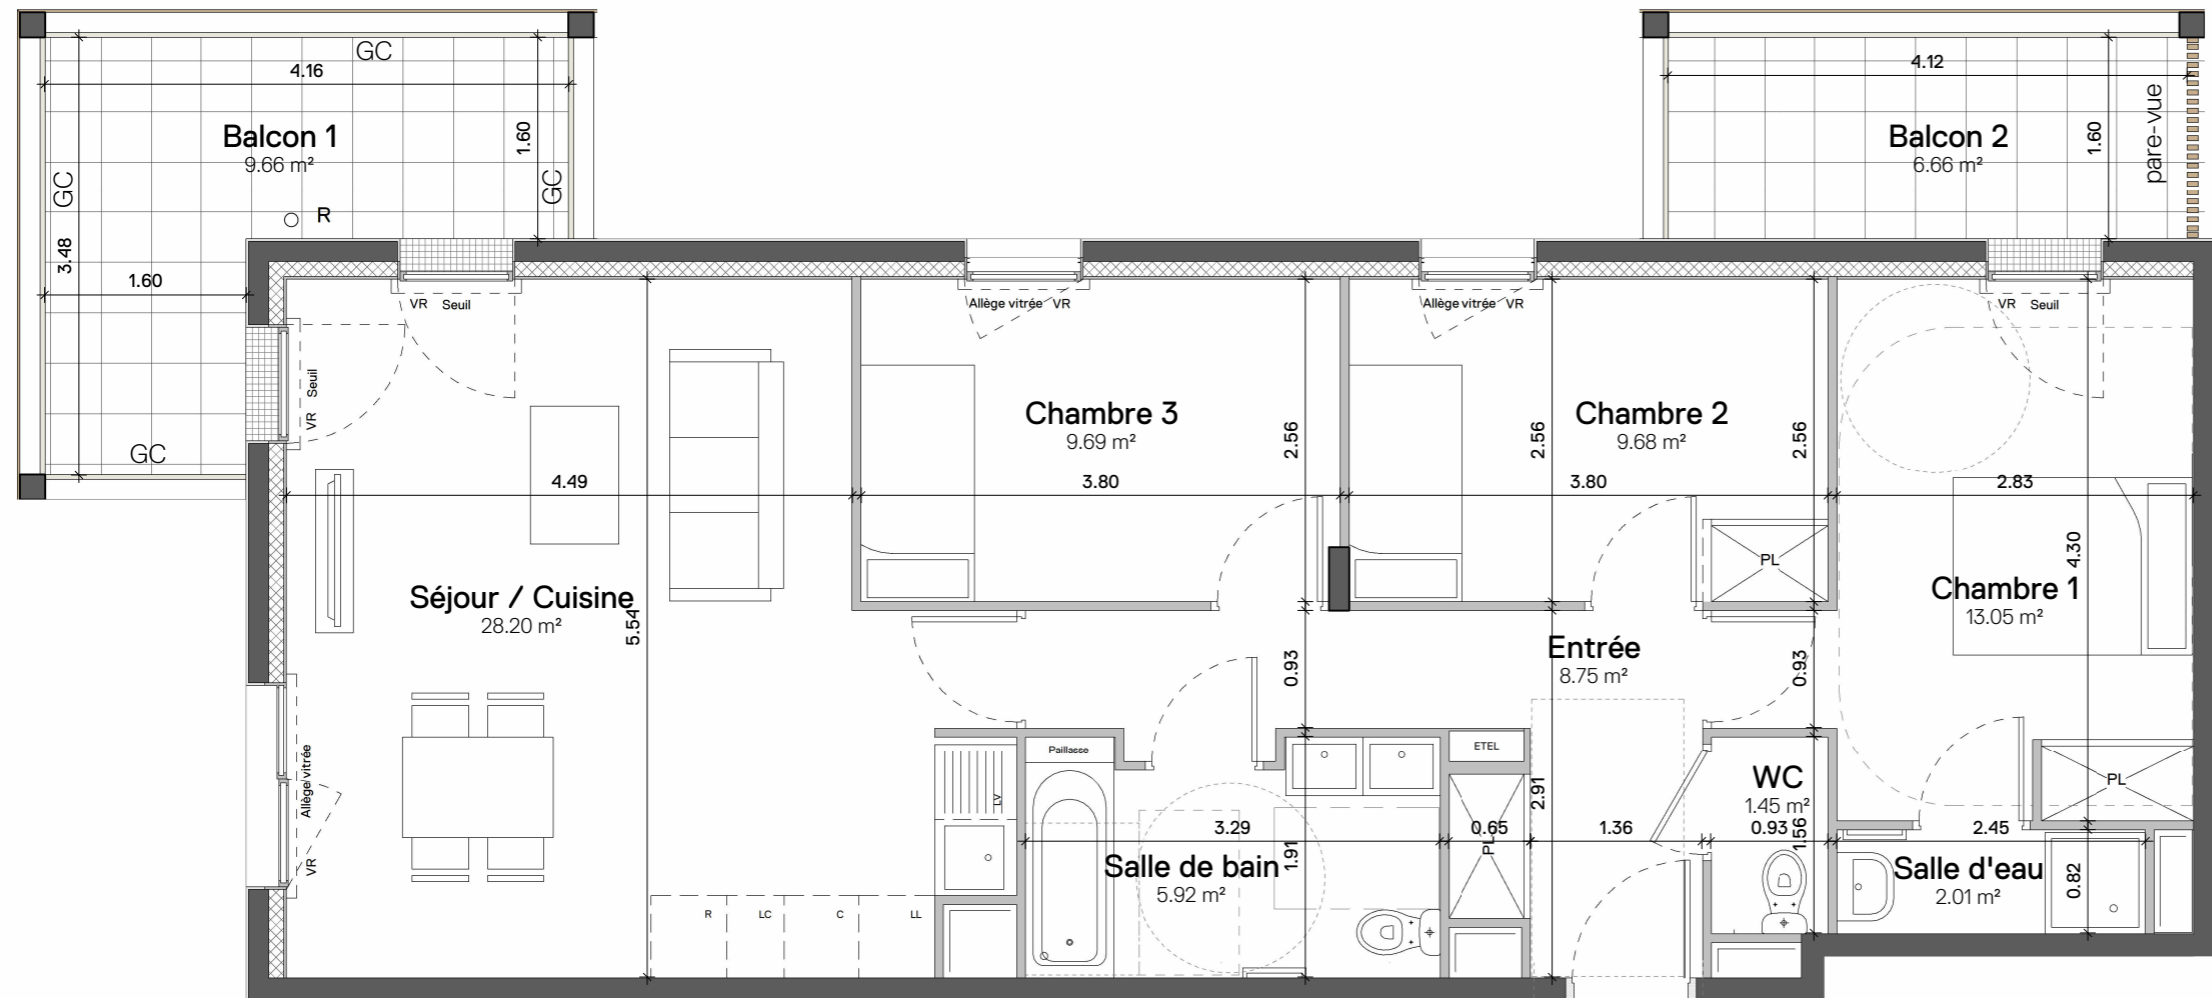 GC
4.16
Balcon 1
9.66 m²
1.60
GC
GC
R
3.48
1.60
GC
4.12
Balcon 2
6.66 m²
1.60
pare-vue
VR Seuil
Allège vitrée VR
Allège vitrée VR
VR Seuil
VR Seuil
Chambre 3
9.69 m²
2.56
Chambre 2
9.68 m²
2.56
2.56
4.49
3.80
3.80
2.83
PL
4.30
Séjour / Cuisine
28.20 m²
5.54
Chambre 1
13.05 m²
Entrée
8.75 m²
0.93
0.93
Allège vitrée
VR
Paillasse
ETEL
LV
WC
1.45 m²
PL
2.91
3.29
0.65
1.36
0.93
1.56
2.45
PL
1.91
Salle de bain
5.92 m²
Salle d'eau
2.01 m²
0.82
R
LC
C
LL